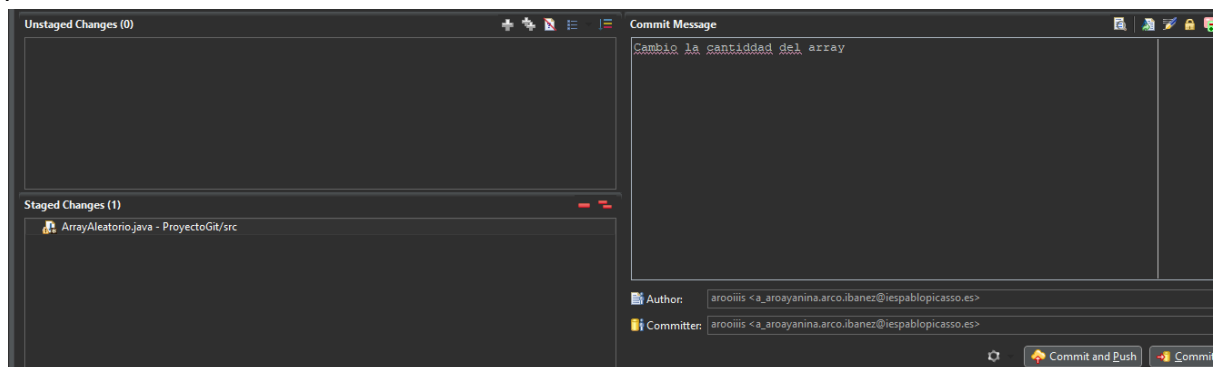 Unstaged Changes (0)
Commit Message
Cambio la cantiddad del array
Staged Changes (1)
ArrayAleatorio.java - ProyectoGit/src
Author: arooiiis <a_aroayanina.arco.ibanez@iespablopicasso.es>
Committer: arooiiis <a_aroayanina.arco.ibanez@iespablopicasso.es>
Commit and Push
Commit